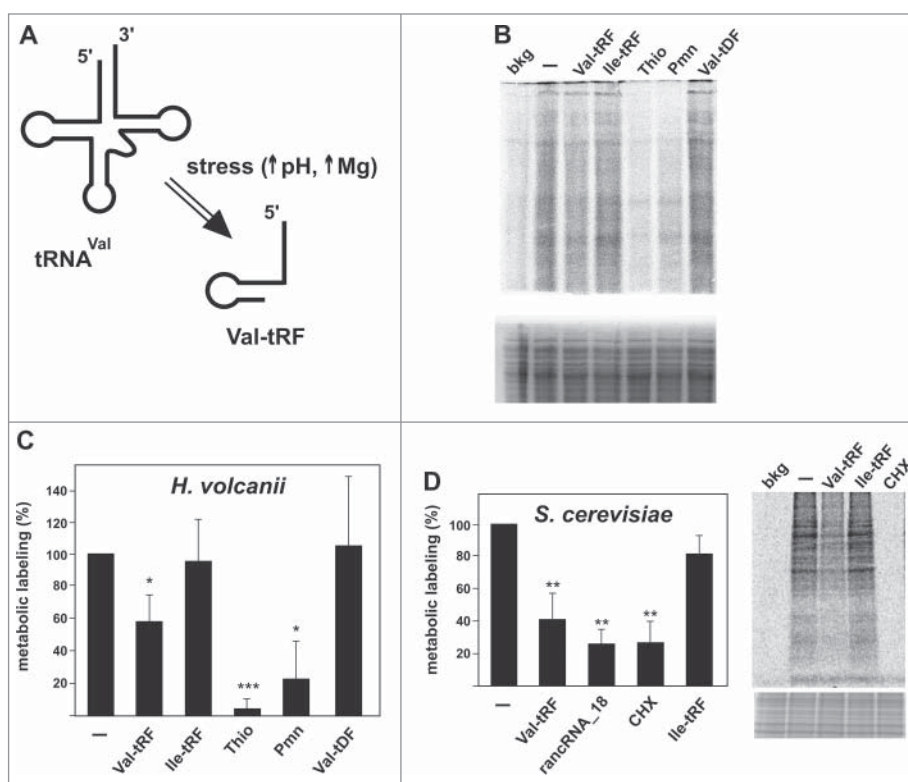 A
5'
3'
tRNA^Val
stress (↑pH, ↑Mg)
5'
Val-tRF
B
bkg
–
Val-tRF
Ile-tRF
Thio
Pmn
Val-tDF
C
H. volcanii
metabolic labeling (%)
140
120
100
80
60
40
20
*
***
*
–
Val-tRF
Ile-tRF
Thio
Pmn
Val-tDF
D
S. cerevisiae
metabolic labeling (%)
100
80
60
40
20
**
**
**
–
Val-tRF
rancRNA_18
CHX
Ile-tRF
bkg
–
Val-tRF
Ile-tRF
CHX